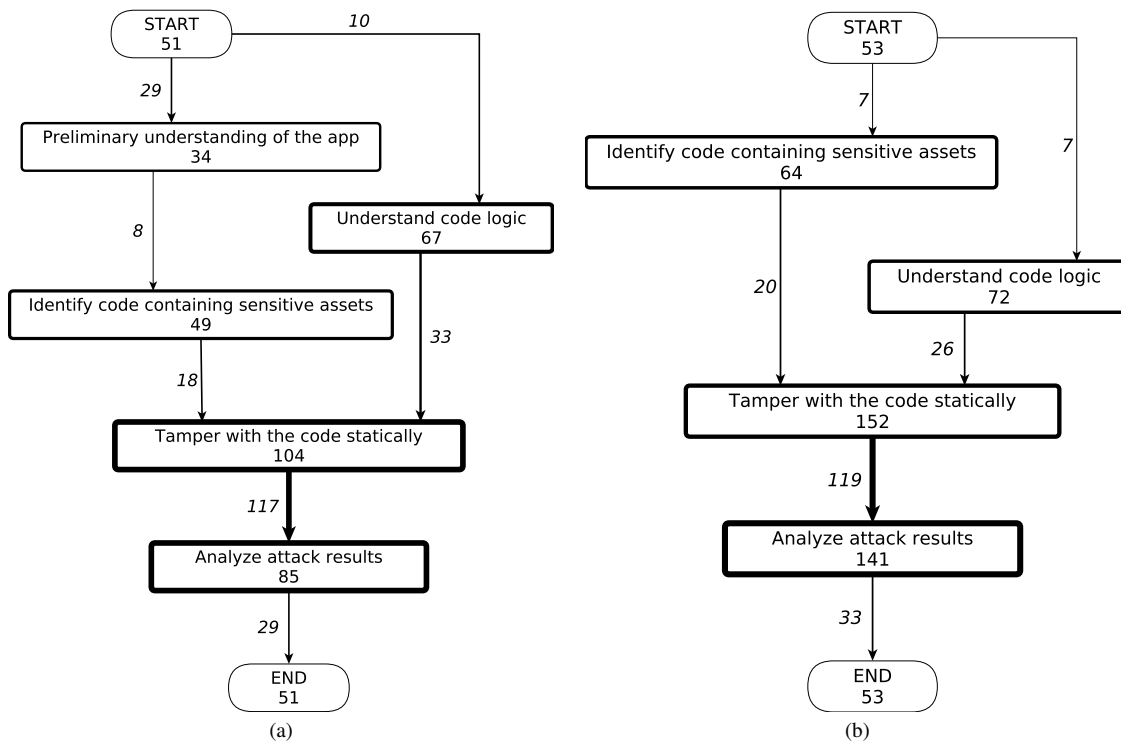 START
51
10
29
Preliminary understanding of the app
34
Understand code logic
67
8
Identify code containing sensitive assets
49
33
18
Tamper with the code statically
104
117
Analyze attack results
85
29
END
51
(a)
START
53
7
7
Identify code containing sensitive assets
64
Understand code logic
72
20
26
Tamper with the code statically
152
119
Analyze attack results
141
33
END
53
(b)